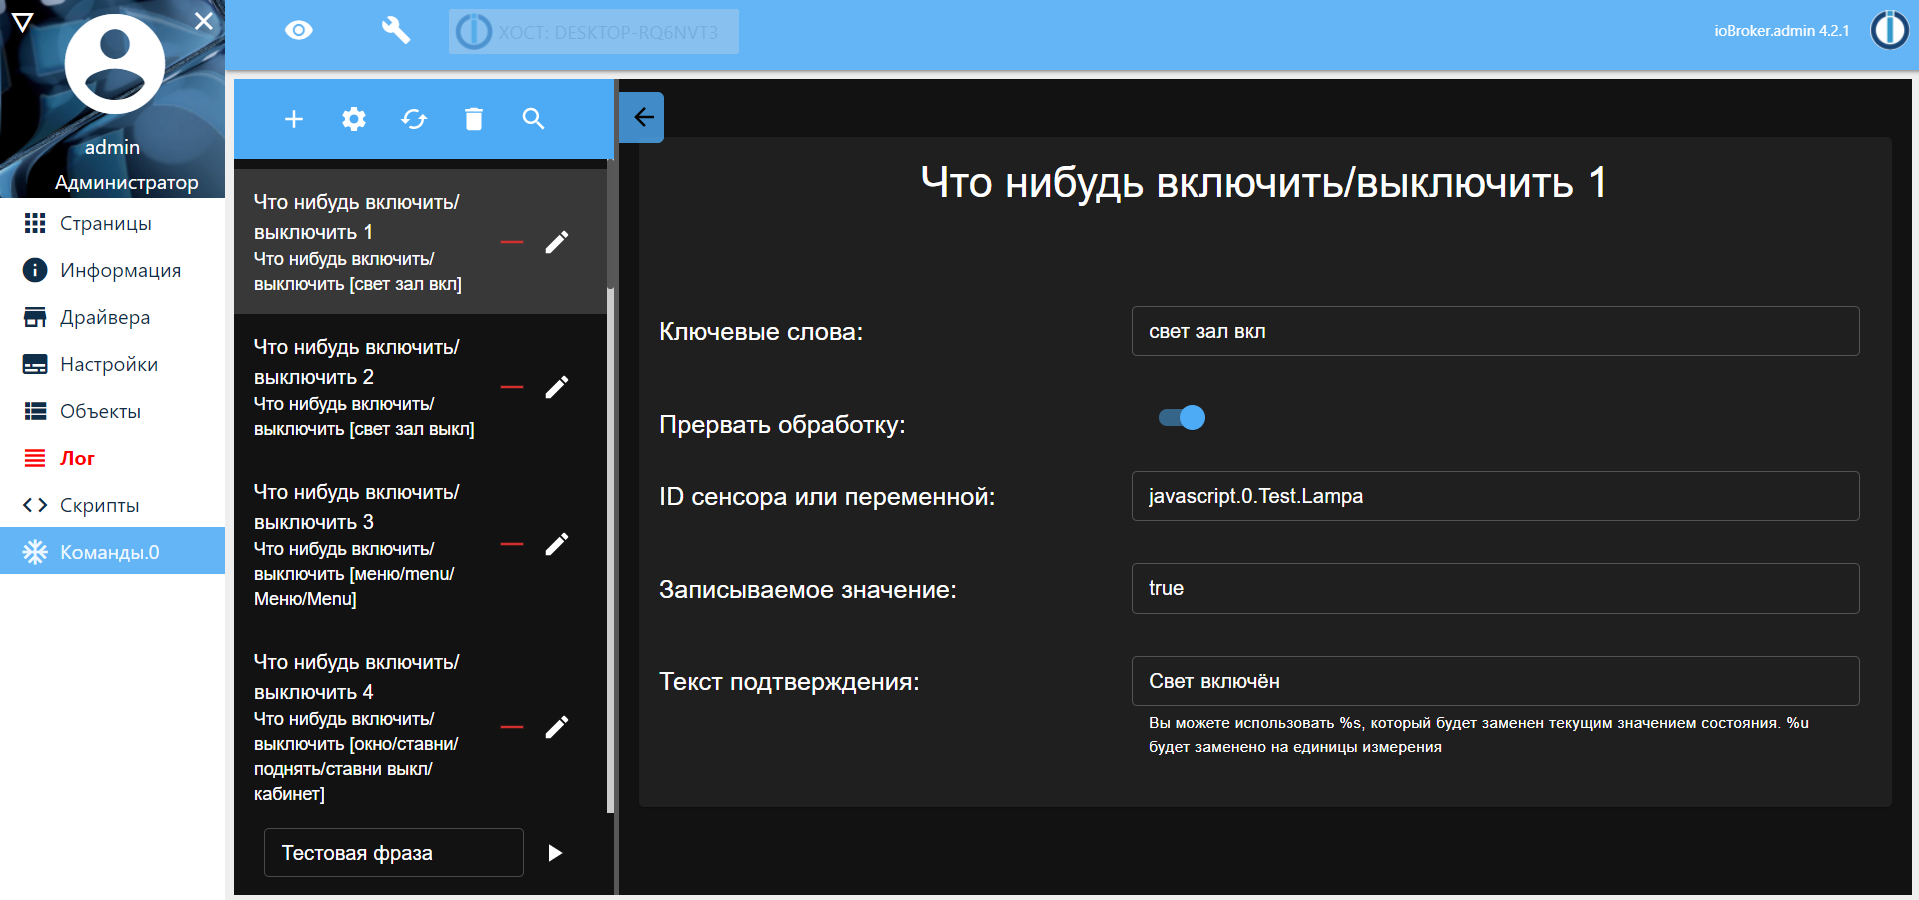 ХОСТ: DESKTOP-RQ6NVT3
ioBroker.admin 4.2.1
admin
Администратор
Страницы
Информация
Драйвера
Настройки
Объекты
Лог
Скрипты
Команды.0
Что нибудь включить/
выключить 1
Что нибудь включить/
выключить [свет зал вкл]
Что нибудь включить/
выключить 2
Что нибудь включить/
выключить [свет зал выкл]
Что нибудь включить/
выключить 3
Что нибудь включить/
выключить [меню/menu/
Меню/Menu]
Что нибудь включить/
выключить 4
Что нибудь включить/
выключить [окно/ставни/
поднять/ставни выкл/
кабинет]
Тестовая фраза
Что нибудь включить/выключить 1
Ключевые слова:
свет зал вкл
Прервать обработку:
ID сенсора или переменной:
javascript.0.Test.Lampa
Записываемое значение:
true
Текст подтверждения:
Свет включён
Вы можете использовать %s, который будет заменен текущим значением состояния. %u
будет заменено на единицы измерения